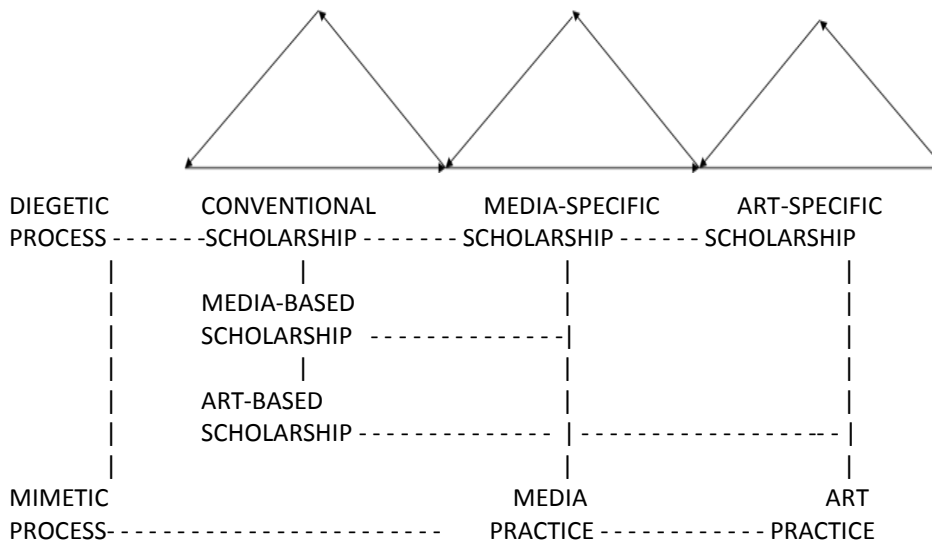 DIEGETIC CONVENTIONAL MEDIA-SPECIFIC ART-SPECIFIC
PROCESS - - - - - - -SCHOLARSHIP - - - - - - - SCHOLARSHIP - - - - - - SCHOLARSHIP
MEDIA-BASED
SCHOLARSHIP - - - - - - - - - - - - - -
ART-BASED
SCHOLARSHIP - - - - - - - - - - - - - - - - - - - - - - - - - - - - - -
MIMETIC MEDIA ART
PROCESS- - - - - - - - - - - - - - - - - - - - - - - - PRACTICE - - - - - - - - - - - PRACTICE